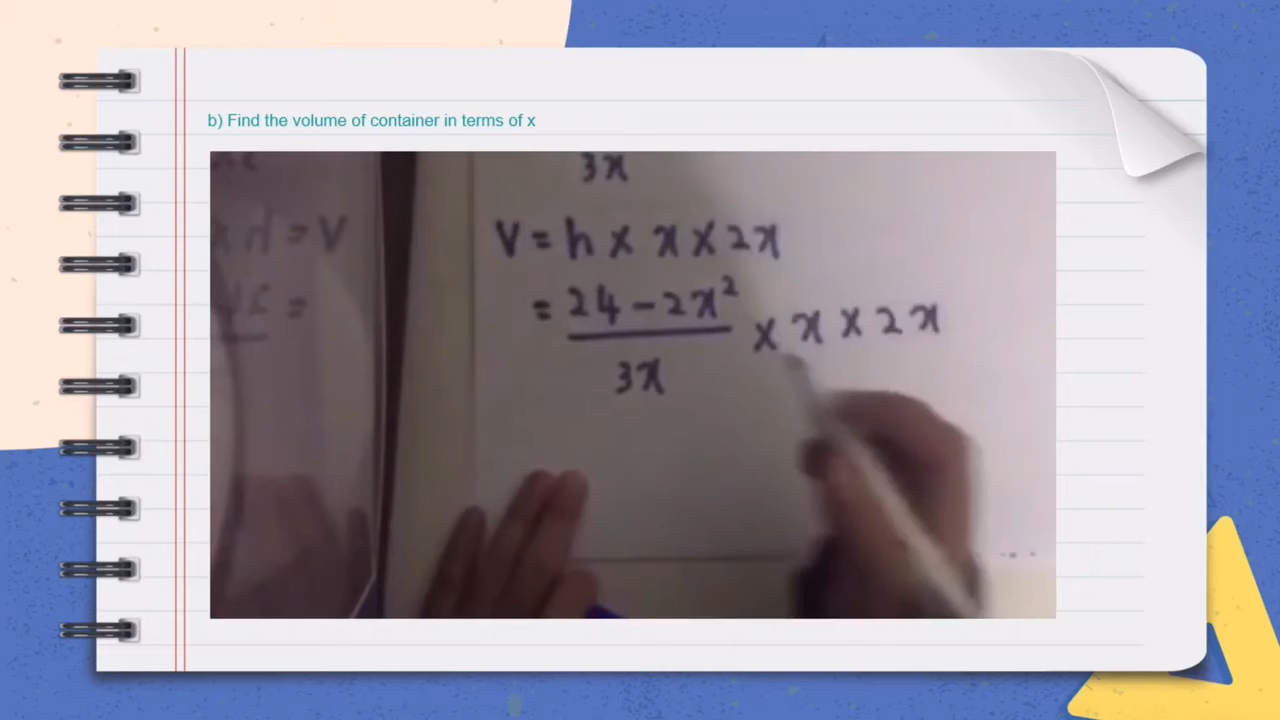 b) Find the volume of container in terms of x
3x
V = h × x × 2x
= 24 - 2x² × x × 2x
3x